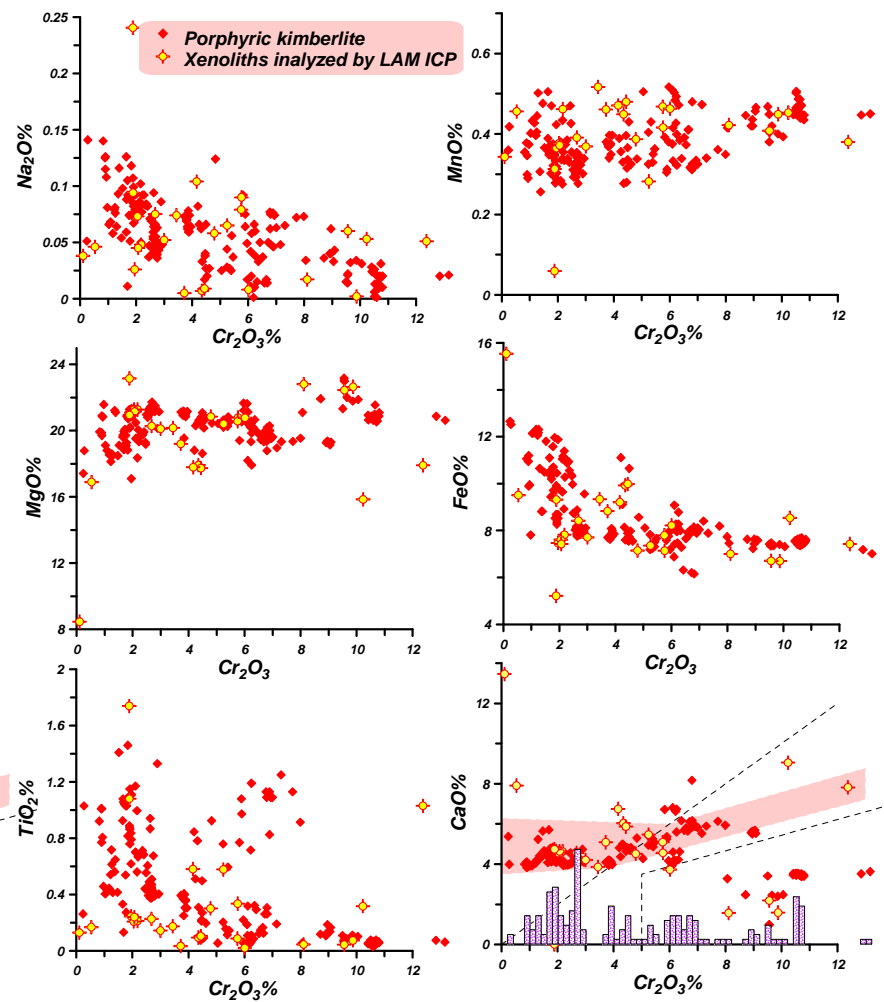 0.25
0.2
0.15
0.1
0.05
0
Na2O%
Porphyric kimberlite
Xenoliths inalyzed by LAM ICP
0 2 4 6 8 10 12
Cr2O3%
0.6
0.4
0.2
0
MnO%
0 2 4 6 8 10 12
Cr2O3%
24
20
16
12
8
MgO%
0 2 4 6 8 10 12
Cr2O3
16
12
8
4
FeO%
0 2 4 6 8 10 12
Cr2O3
2
1.6
1.2
0.8
0.4
0
TiO2%
0 2 4 6 8 10 12
Cr2O3%
12
8
4
0
CaO%
0 2 4 6 8 10 12
Cr2O3%